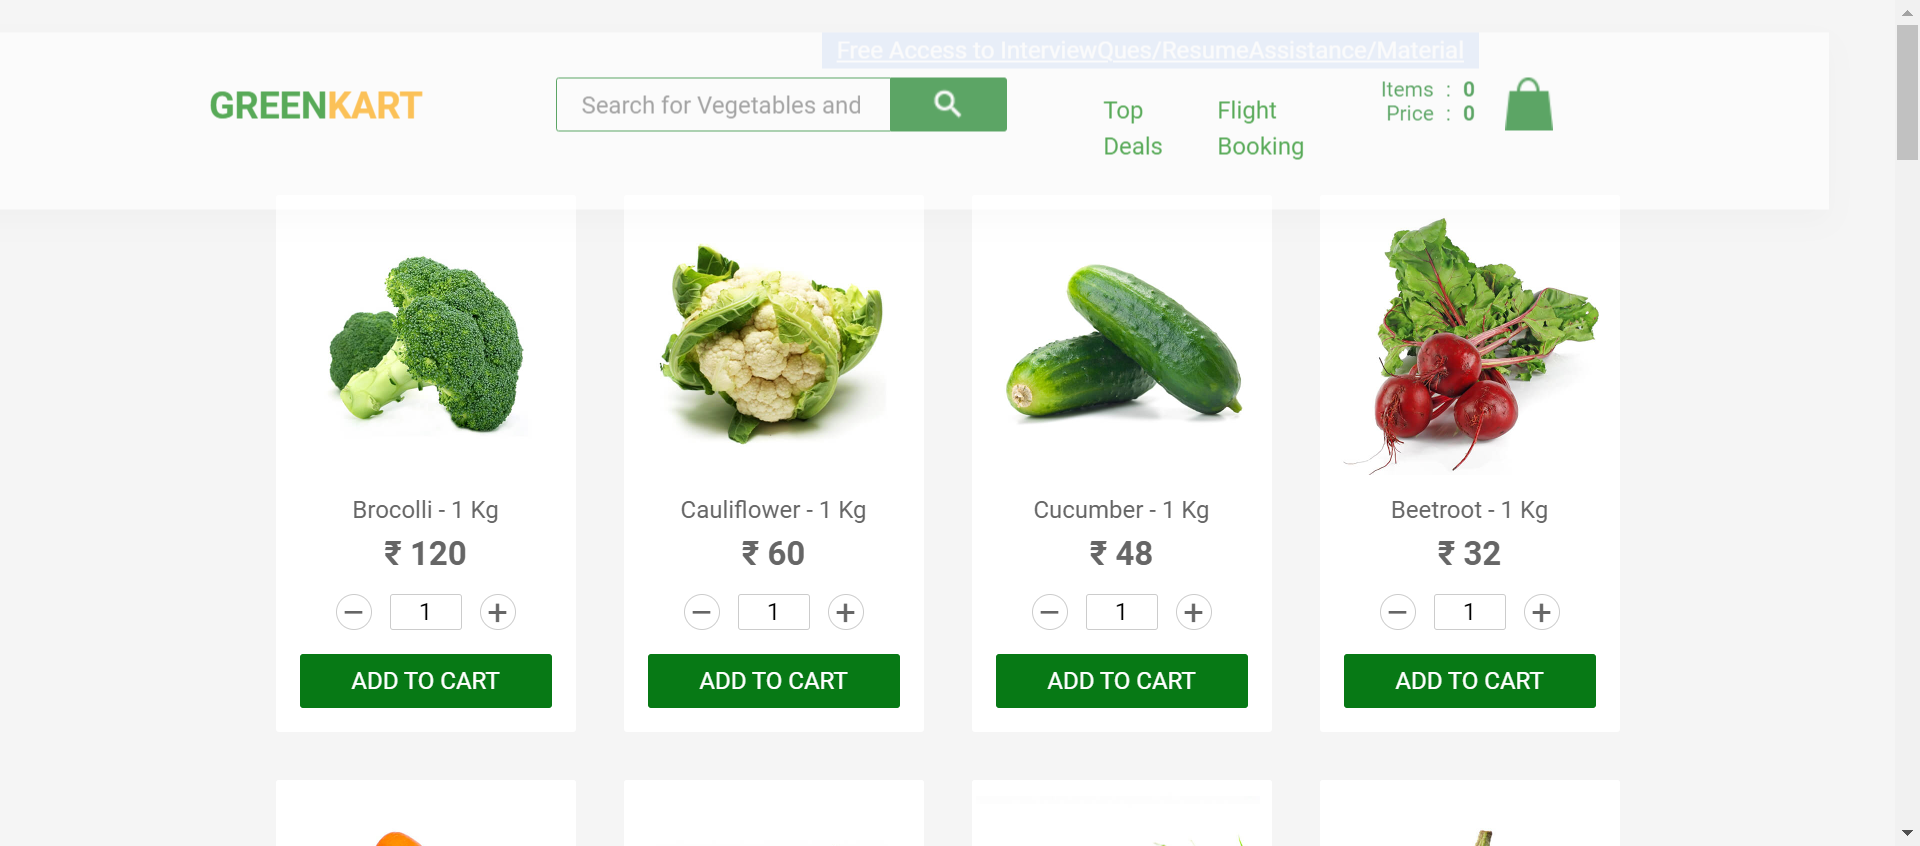 Free Access to InterviewQues/ResumeAssistance/Material
GREENKART
Search for Vegetables and
Top
Deals
Flight
Booking
Items : 0
Price : 0
Brocolli - 1 Kg
₹ 120
1
ADD TO CART
Cauliflower - 1 Kg
₹ 60
1
ADD TO CART
Cucumber - 1 Kg
₹ 48
1
ADD TO CART
Beetroot - 1 Kg
₹ 32
1
ADD TO CART